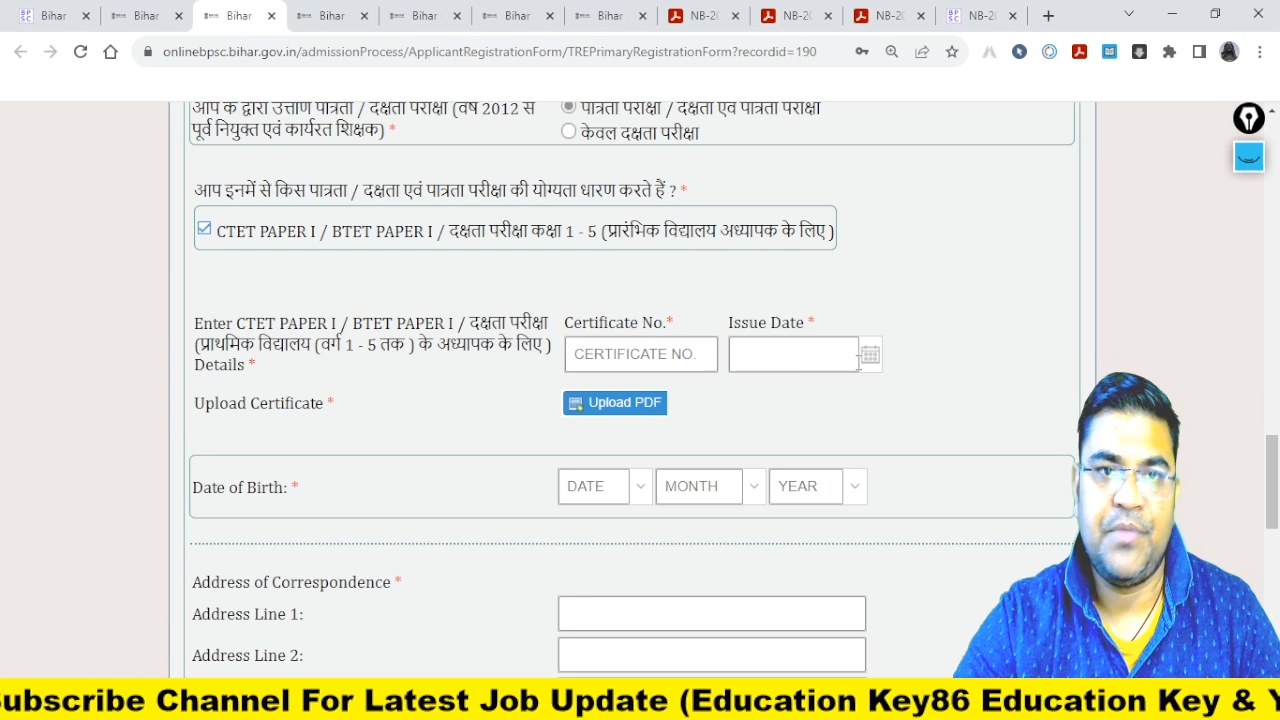 Bihar
Bihar
Bihar
Bihar
Bihar
Bihar
Bihar
NB-20
NB-20
NB-20
NB-20
onlinebpsc.bihar.gov.in/admissionProcess/ApplicantRegistrationForm/TREPrimaryRegistrationForm?recordid=190
आप के द्वारा उत्तीर्ण पात्रता / दक्षता परीक्षा (वर्ष 2012 से
पूर्व नियुक्त एवं कार्यरत शिक्षक) *
पात्रता परीक्षा / दक्षता एवं पात्रता परीक्षा
केवल दक्षता परीक्षा
आप इनमें से किस पात्रता / दक्षता एवं पात्रता परीक्षा की योग्यता धारण करते हैं ? *
CTET PAPER I / BTET PAPER I / दक्षता परीक्षा कक्षा 1 - 5 (प्रारंभिक विद्यालय अध्यापक के लिए )
Enter CTET PAPER I / BTET PAPER I / दक्षता परीक्षा
(प्राथमिक विद्यालय (वर्ग 1 - 5 तक ) के अध्यापक के लिए )
Details *
Certificate No.*
Issue Date *
CERTIFICATE NO.
Upload Certificate *
Upload PDF
Date of Birth: *
DATE
MONTH
YEAR
Address of Correspondence *
Address Line 1:
Address Line 2:
ubscribe Channel For Latest Job Update (Education Key86 Education Key & Y